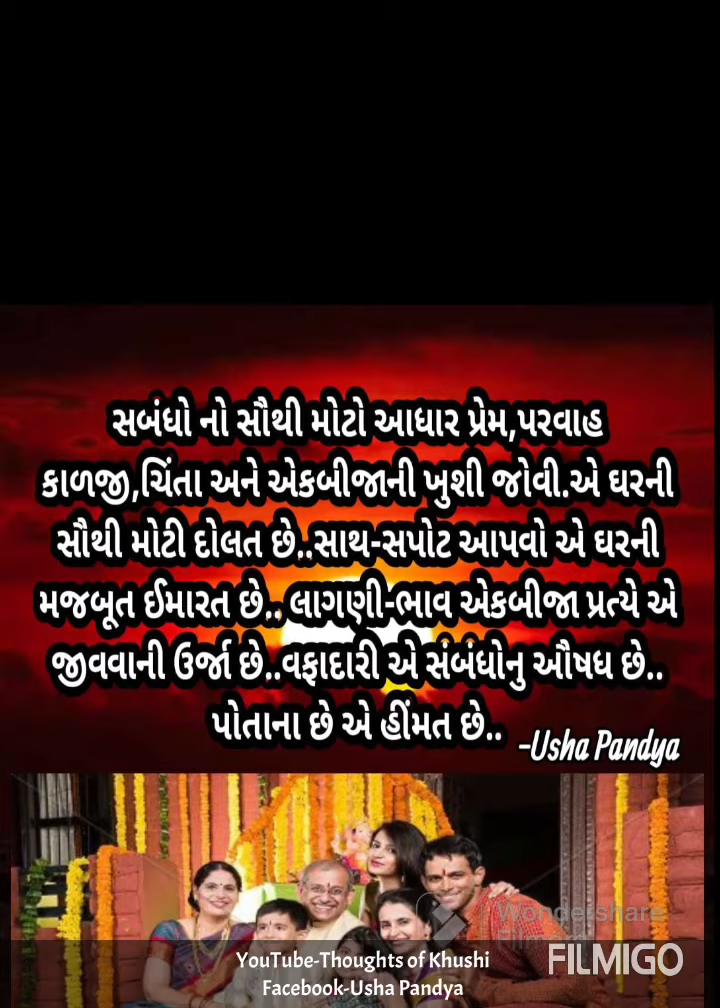 સબંધો નો સૌથી મોટો આધાર પ્રેમ,પરવાહ
કાળજી,ચિંતા અને એકબીજાની ખુશી જોવી.એ ઘરની
સૌથી મોટી દોલત છે..સાથ-સપોટ આપવો એ ઘરની
મજબૂત ઈમારત છે.. લાગણી-ભાવ એકબીજા પ્રત્યે એ
જીવવાની ઉર્જા છે..વફાદારી એ સંબંધોનુ ઔષધ છે..
પોતાના છે એ હીંમત છે..
-Usha Pandya
Wondershare
FILMIGO
YouTube-Thoughts of Khushi
Facebook-Usha Pandya